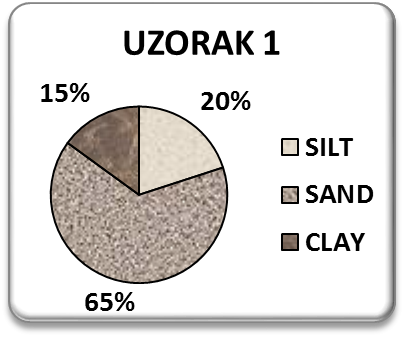 UZORAK 1
15%
20%
SILT
SAND
CLAY
65%